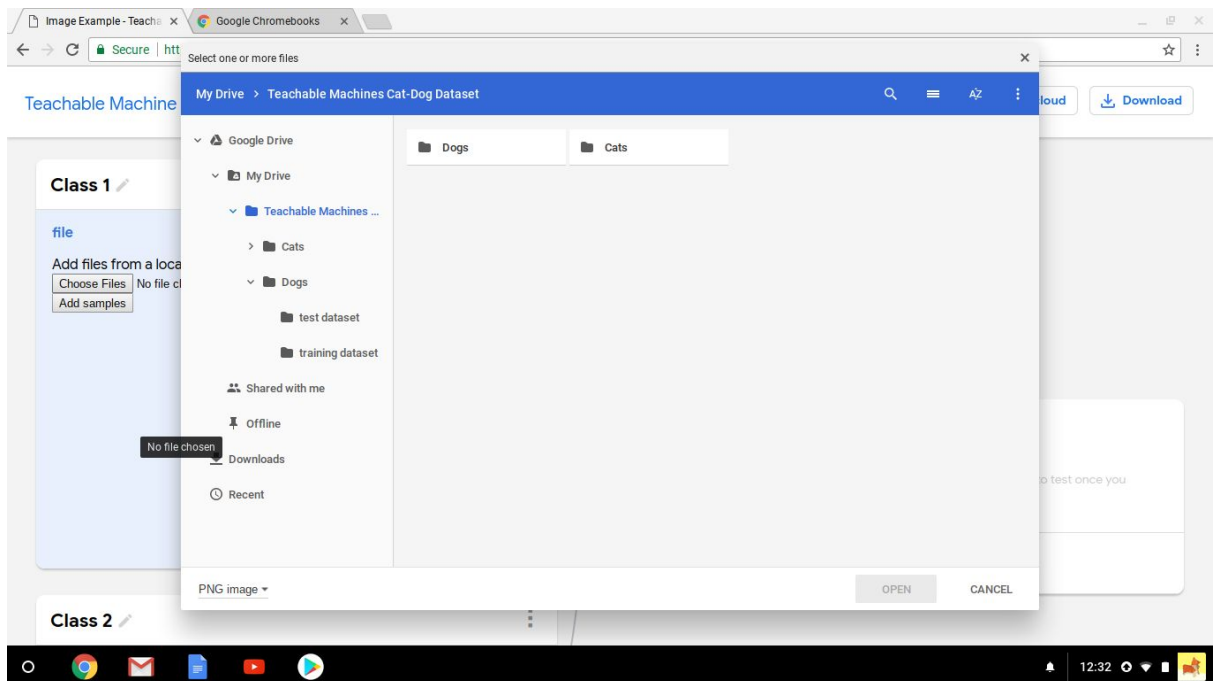 Image Example - Teacha
Google Chromebooks
Secure | htt
Select one or more files
Teachable Machine
My Drive > Teachable Machines Cat-Dog Dataset
AZ
loud
Download
Google Drive
Dogs
Cats
My Drive
Class 1
Teachable Machines ...
file
Cats
Add files from a loca
Choose Files No file cl
Dogs
Add samples
test dataset
training dataset
Shared with me
Offline
No file chosen
Downloads
to test once you
Recent
PNG image
OPEN
CANCEL
Class 2
12:32